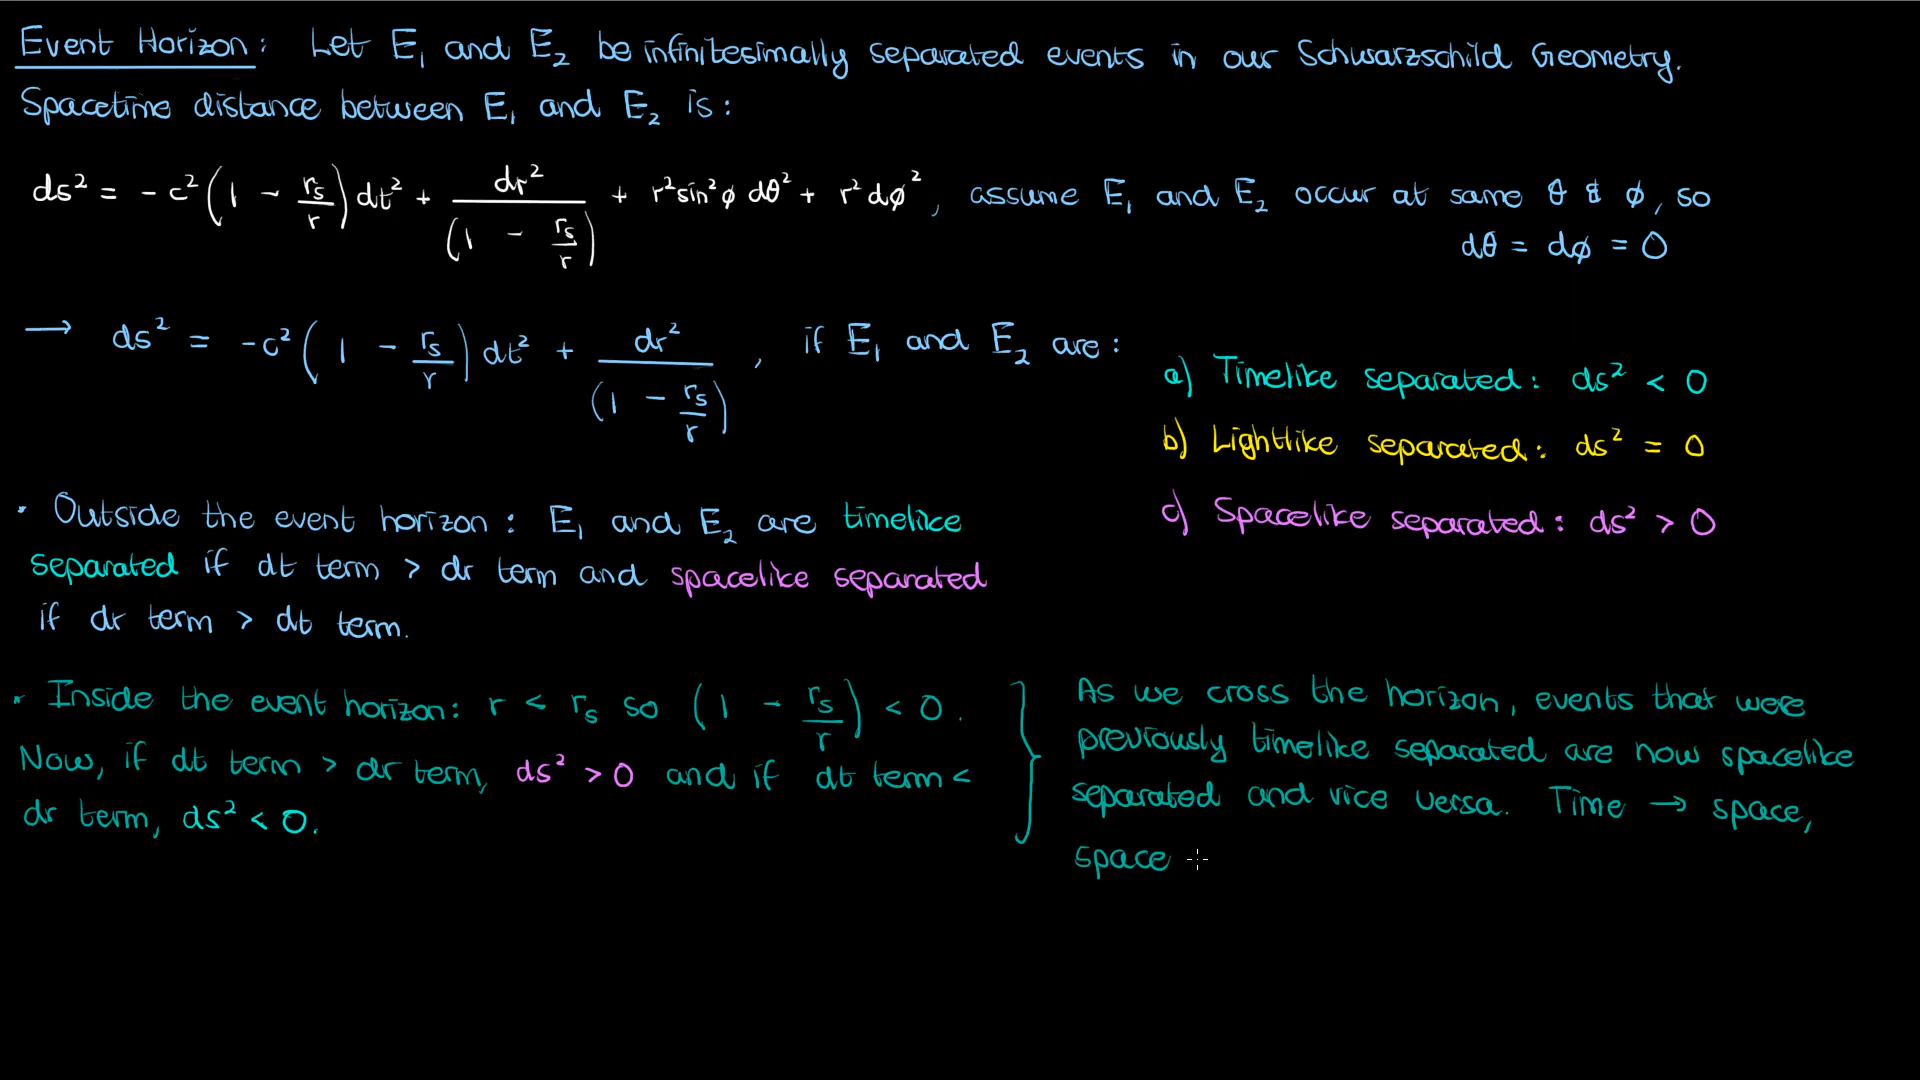 Event Horizon: Let E₁ and E₂ be infinitesimally separated events in our Schwarzschild Geometry.
Spacetime distance between E₁ and E₂ is:
ds² = -c²(1 - rs/r)dt² + dr²/(1 - rs/r) + r²sin²φ dθ² + r²dφ², assume E₁ and E₂ occur at same θ & φ, so
dθ = dφ = 0
→ ds² = -c²(1 - rs/r)dt² + dr²/(1 - rs/r), if E₁ and E₂ are:
a) Timelike separated: ds² < 0
b) Lightlike separated: ds² = 0
c) Spacelike separated: ds² > 0
• Outside the event horizon: E₁ and E₂ are timelike
separated if dt term > dr term and spacelike separated
if dr term > dt term.
• Inside the event horizon: r < rs so (1 - rs/r) < 0.
Now, if dt term > dr term, ds² > 0 and if dt term <
dr term, ds² < 0.
As we cross the horizon, events that were
previously timelike separated are now spacelike
separated and vice versa. Time → space,
space